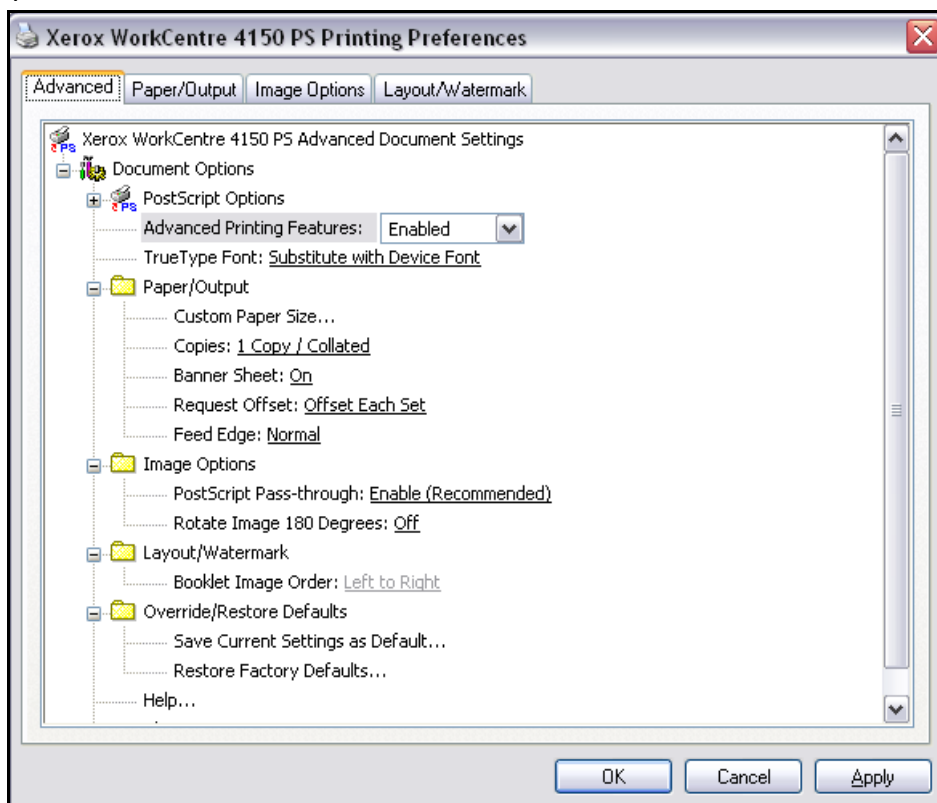 Xerox WorkCentre 4150 PS Printing Preferences
Advanced Paper/Output Image Options Layout/Watermark
Xerox WorkCentre 4150 PS Advanced Document Settings
Document Options
PostScript Options
Advanced Printing Features: Enabled
TrueType Font: Substitute with Device Font
Paper/Output
Custom Paper Size...
Copies: 1 Copy / Collated
Banner Sheet: On
Request Offset: Offset Each Set
Feed Edge: Normal
Image Options
PostScript Pass-through: Enable (Recommended)
Rotate Image 180 Degrees: Off
Layout/Watermark
Booklet Image Order: Left to Right
Override/Restore Defaults
Save Current Settings as Default...
Restore Factory Defaults...
Help...
OK Cancel Apply